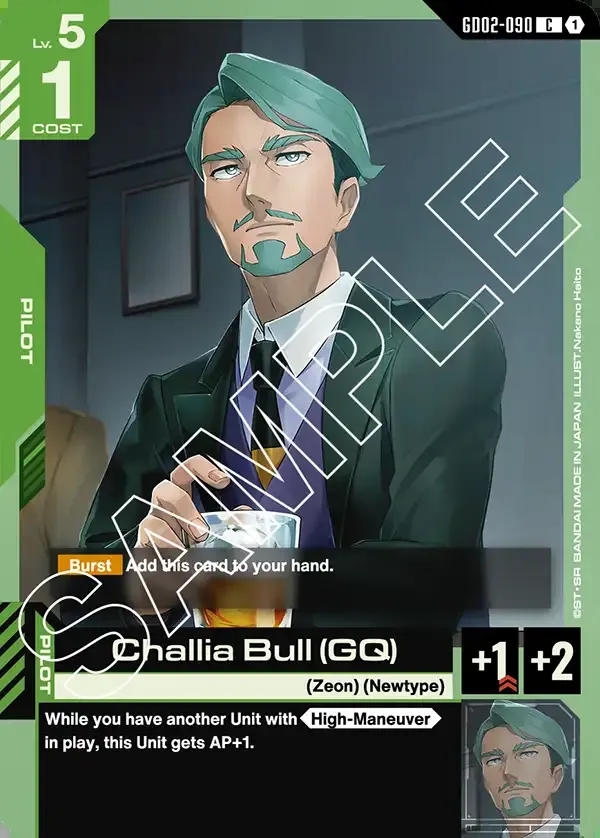 GD02-090 C 1
Lv. 5
1
COST
PILOT
SAMPLE
©ST・SR BANDAI MADE IN JAPAN ILLUST.Nakano Haito
Burst Add this card to your hand.
PILOT
Challia Bull (GQ)
+1 +2
(Zeon) (Newtype)
While you have another Unit with High-Maneuver
in play, this Unit gets AP+1.